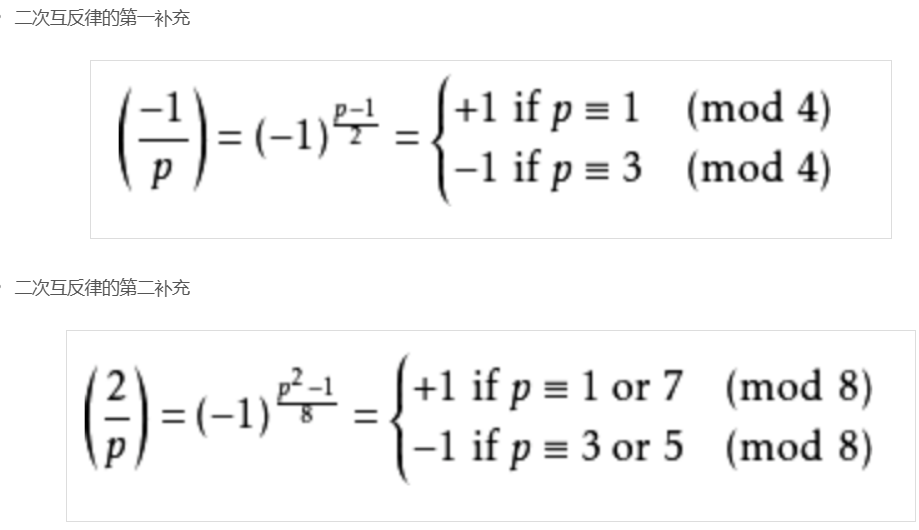 二次互反律的第一补充
(−1/p) = (−1)^((p−1)/2) = { +1 if p ≡ 1 (mod 4)
−1 if p ≡ 3 (mod 4)
二次互反律的第二补充
(2/p) = (−1)^((p²−1)/8) = { +1 if p ≡ 1 or 7 (mod 8)
−1 if p ≡ 3 or 5 (mod 8)